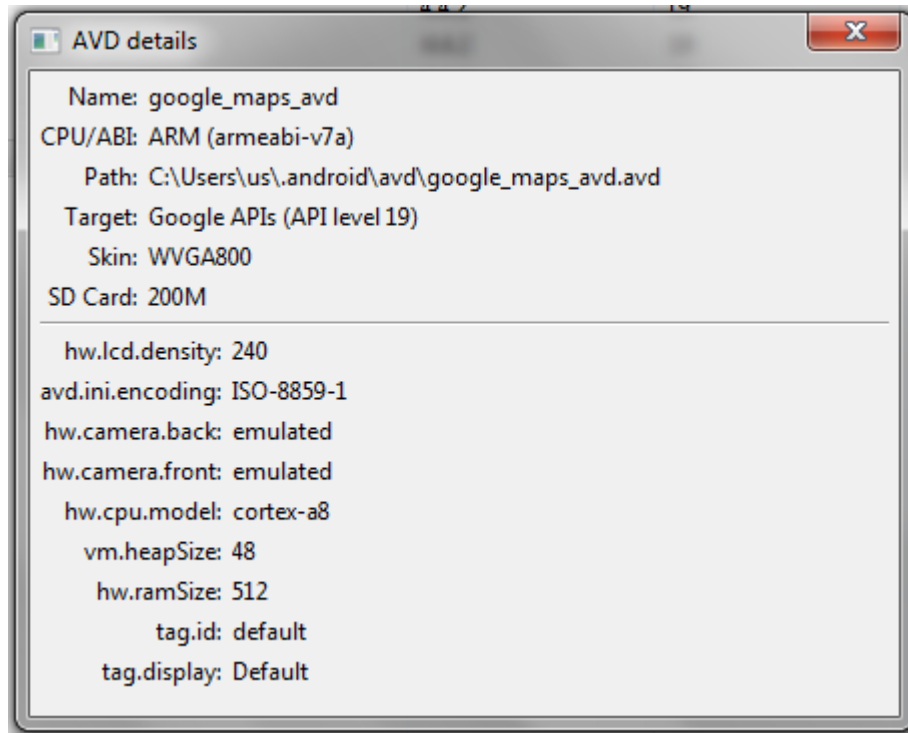 AVD details
Name: google_maps_avd
CPU/ABI: ARM (armeabi-v7a)
Path: C:\Users\us\.android\avd\google_maps_avd.avd
Target: Google APIs (API level 19)
Skin: WVGA800
SD Card: 200M
hw.lcd.density: 240
avd.ini.encoding: ISO-8859-1
hw.camera.back: emulated
hw.camera.front: emulated
hw.cpu.model: cortex-a8
vm.heapSize: 48
hw.ramSize: 512
tag.id: default
tag.display: Default